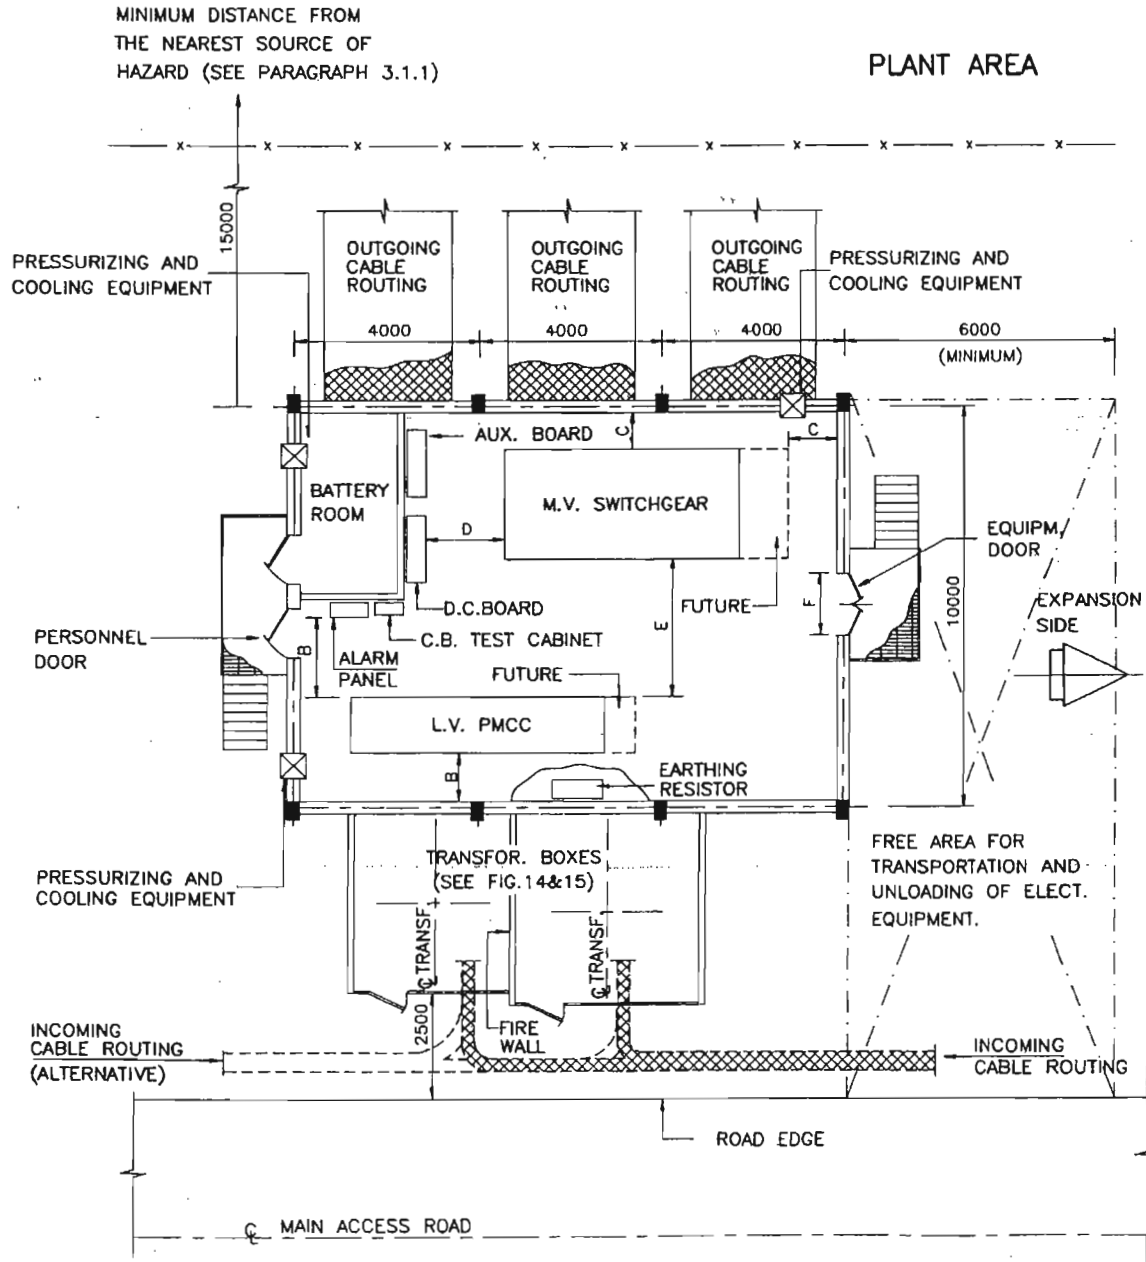 MINIMUM DISTANCE FROM
THE NEAREST SOURCE OF
HAZARD (SEE PARAGRAPH 3.1.1)
PLANT AREA
15000
PRESSURIZING AND
COOLING EQUIPMENT
OUTGOING
CABLE
ROUTING
OUTGOING
CABLE
ROUTING
OUTGOING
CABLE
ROUTING
PRESSURIZING AND
COOLING EQUIPMENT
4000
4000
4000
6000
(MINIMUM)
AUX. BOARD
C
C
BATTERY
ROOM
M.V. SWITCHGEAR
D
EQUIPM.
DOOR
D.C.BOARD
FUTURE
E
F
10000
EXPANSION
SIDE
C.B. TEST CABINET
PERSONNEL
DOOR
B
ALARM
PANEL
FUTURE
L.V. PMCC
B
EARTHING
RESISTOR
TRANSFOR. BOXES
(SEE FIG.14&15)
PRESSURIZING AND
COOLING EQUIPMENT
FREE AREA FOR
TRANSPORTATION AND
UNLOADING OF ELECT.
EQUIPMENT.
℄ TRANSF.
℄ TRANSF.
2500
FIRE
WALL
INCOMING
CABLE ROUTING
(ALTERNATIVE)
INCOMING
CABLE ROUTING
ROAD EDGE
℄ MAIN ACCESS ROAD